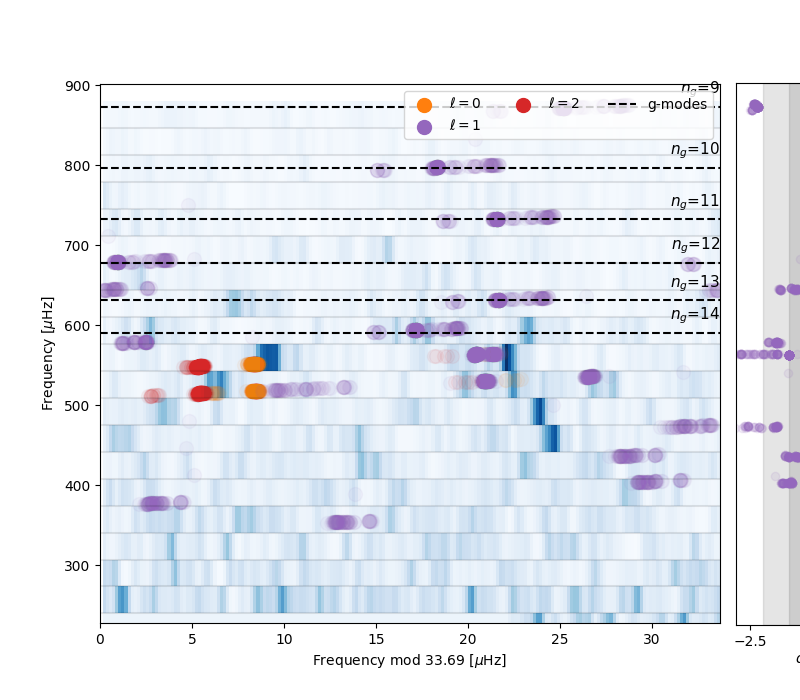 900
n_g=9
ℓ = 0
ℓ = 2
g-modes
ℓ = 1
n_g=10
800
n_g=11
700
n_g=12
n_g=13
600
n_g=14
500
400
300
Frequency [μHz]
0
5
10
15
20
25
30
−2.5
Frequency mod 33.69 [μHz]